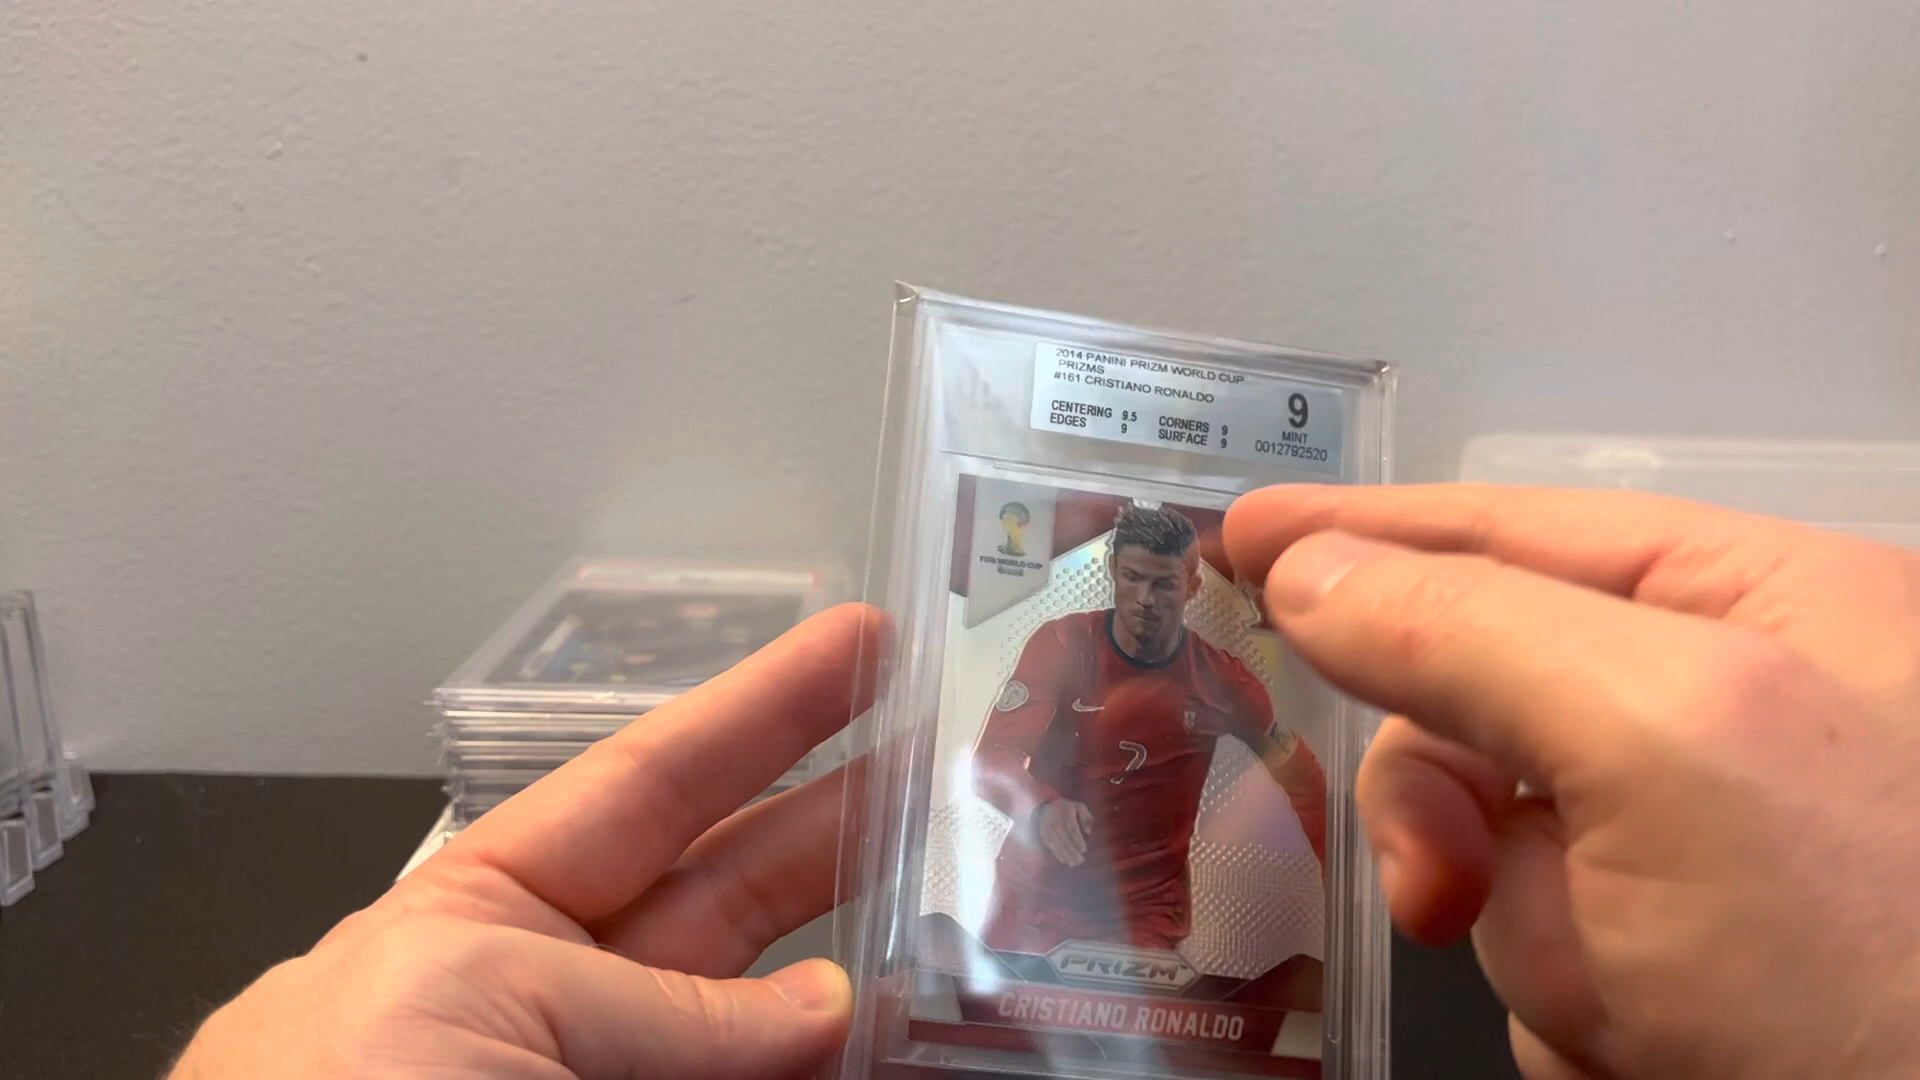 2014 PANINI PRIZM WORLD CUP
PRIZMS
#161 CRISTIANO RONALDO
CENTERING 9.5 CORNERS 9
EDGES 9 SURFACE 9
9
MINT
0012792520
FIFA WORLD CUP
Brasil
7
PRIZM
CRISTIANO RONALDO